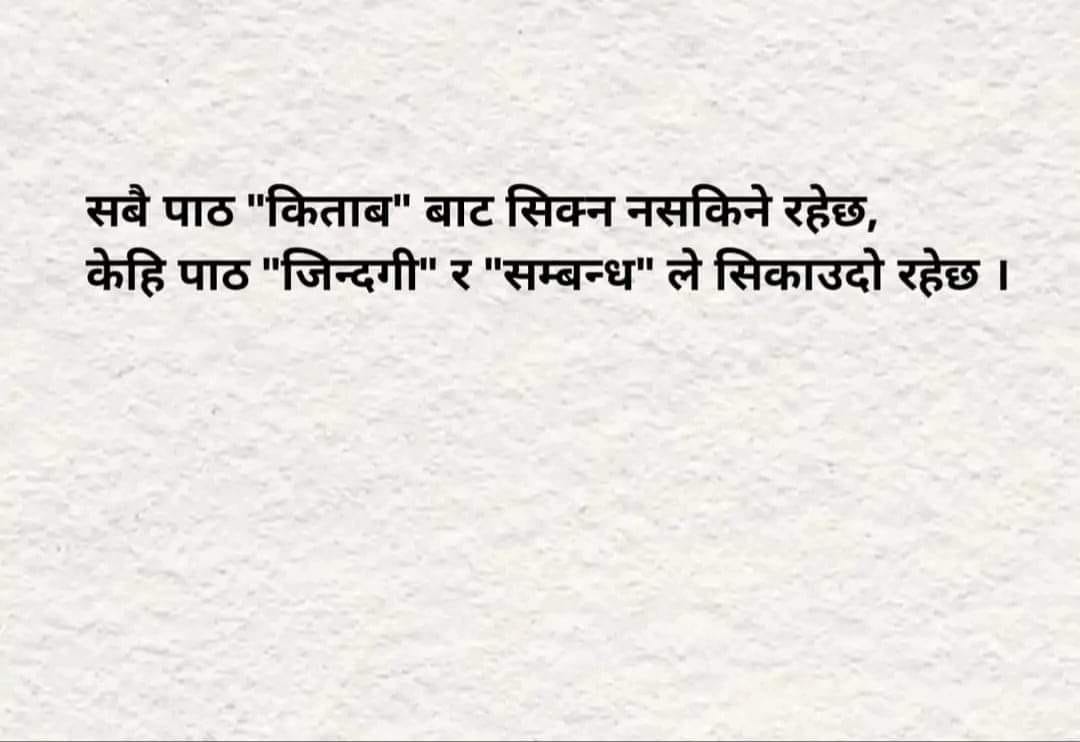 सबै पाठ "किताब" बाट सिक्न नसकिने रहेछ,
केहि पाठ "जिन्दगी" र "सम्बन्ध" ले सिकाउदो रहेछ ।